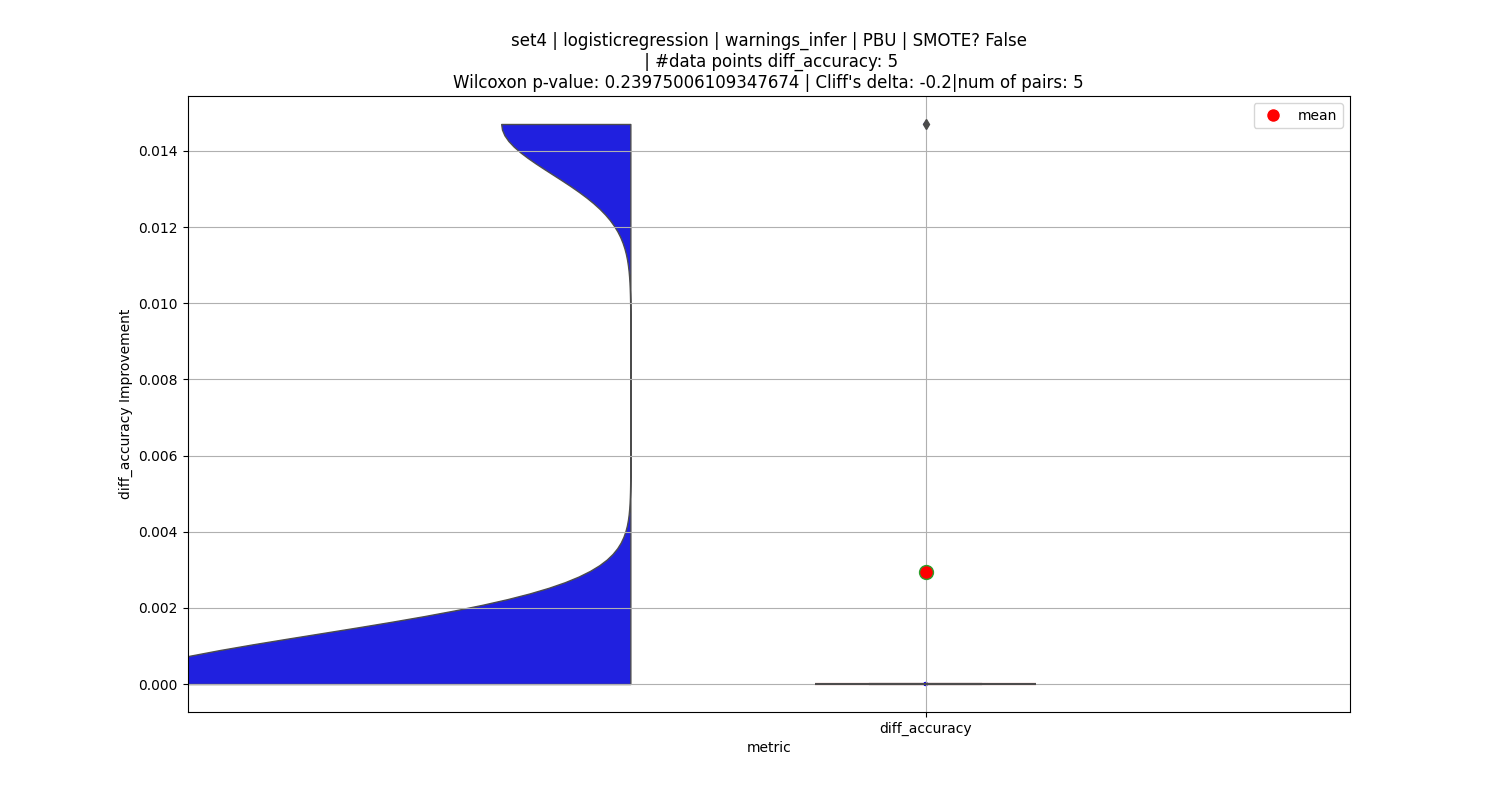 set4 | logisticregression | warnings_infer | PBU | SMOTE? False
| #data points diff_accuracy: 5
Wilcoxon p-value: 0.23975006109347674 | Cliff's delta: -0.2|num of pairs: 5
mean
0.014
0.012
0.010
0.008
0.006
0.004
0.002
0.000
diff_accuracy Improvement
diff_accuracy
metric